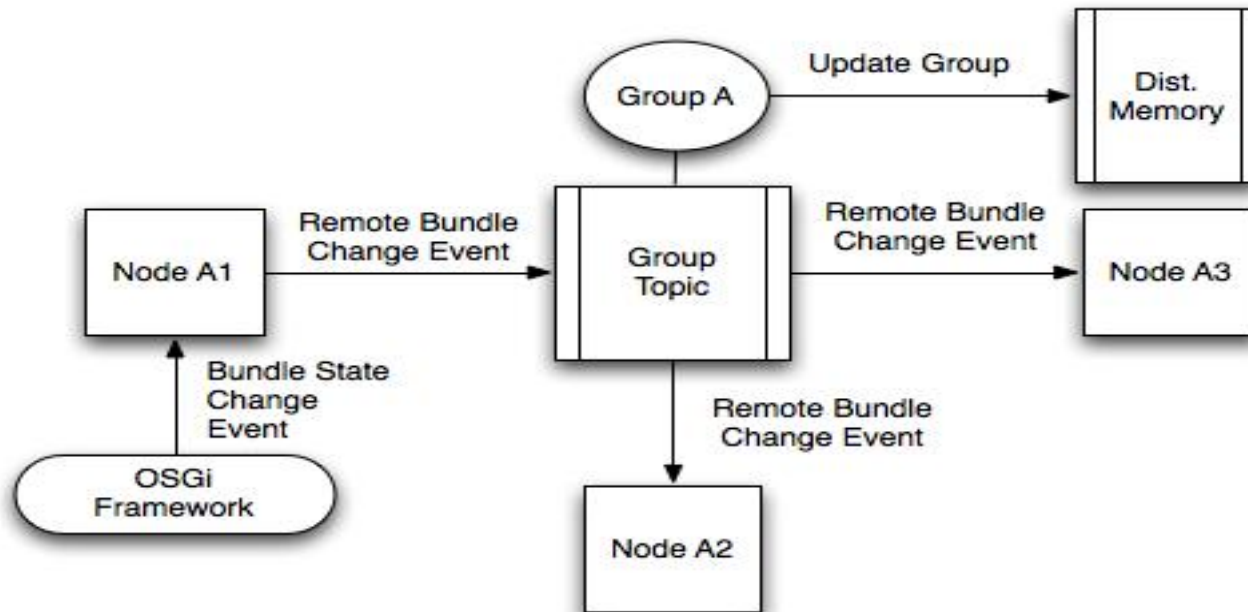 Group A
Update Group
Dist.
Memory
Node A1
Remote Bundle
Change Event
Group
Topic
Remote Bundle
Change Event
Node A3
Bundle State
Change
Event
Remote Bundle
Change Event
OSGi
Framework
Node A2